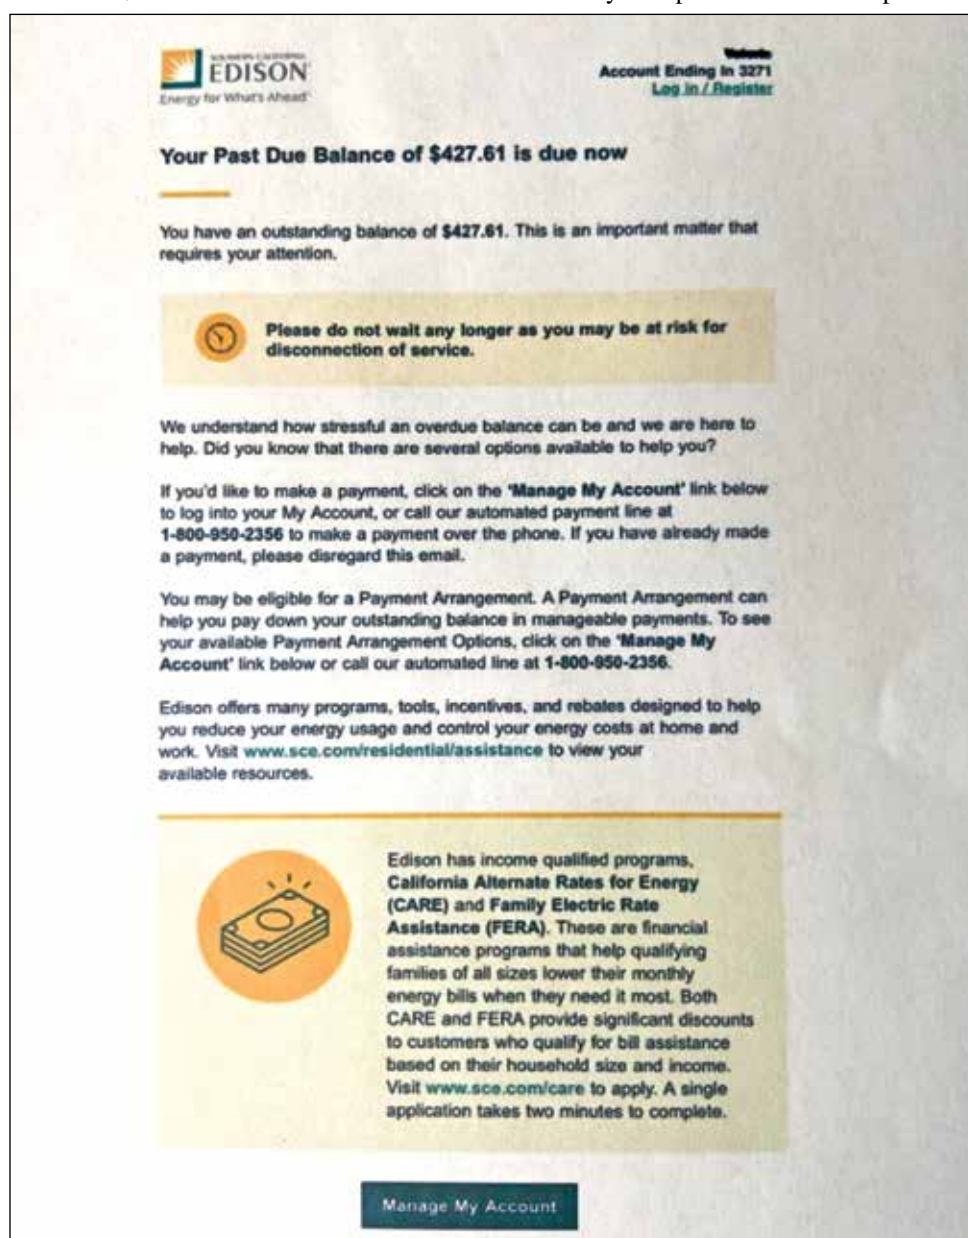 SOUTHERN CALIFORNIA
EDISON
Energy for What's Ahead
Account Ending In 3271
Log In / Register
Your Past Due Balance of $427.61 is due now
You have an outstanding balance of $427.61. This is an important matter that
requires your attention.
Please do not wait any longer as you may be at risk for
disconnection of service.
We understand how stressful an overdue balance can be and we are here to
help. Did you know that there are several options available to help you?
If you'd like to make a payment, click on the "Manage My Account" link below
to log into your My Account, or call our automated payment line at
1-800-950-2356 to make a payment over the phone. If you have already made
a payment, please disregard this email.
You may be eligible for a Payment Arrangement. A Payment Arrangement can
help you pay down your outstanding balance in manageable payments. To see
your available Payment Arrangement Options, click on the "Manage My
Account" link below or call our automated line at 1-800-950-2356.
Edison offers many programs, tools, incentives, and rebates designed to help
you reduce your energy usage and control your energy costs at home and
work. Visit www.sce.com/residential/assistance to view your
available resources.
Edison has income qualified programs,
California Alternate Rates for Energy
(CARE) and Family Electric Rate
Assistance (FERA). These are financial
assistance programs that help qualifying
families of all sizes lower their monthly
energy bills when they need it most. Both
CARE and FERA provide significant discounts
to customers who qualify for bill assistance
based on their household size and income.
Visit www.sce.com/care to apply. A single
application takes two minutes to complete.
Manage My Account